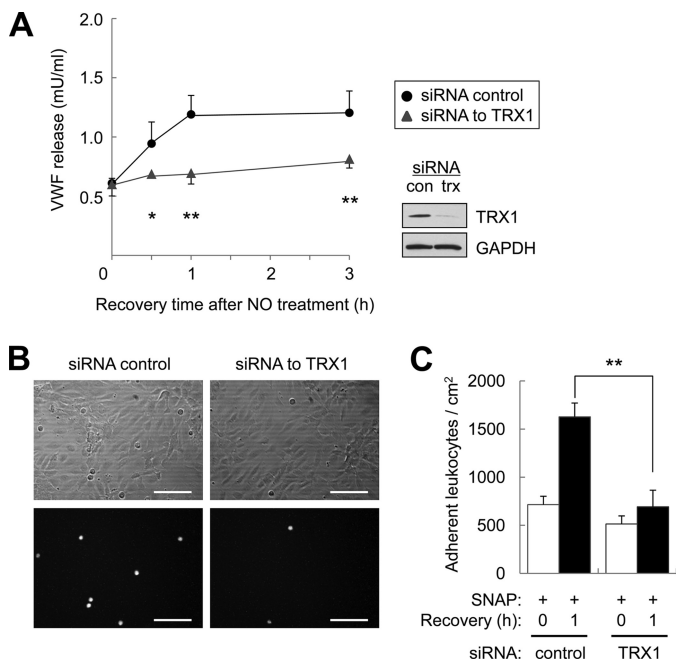 A
2.0
1.5
1.0
0.5
VWF release (mU/ml)
0 1 2 3
Recovery time after NO treatment (h)
* ** **
siRNA control
siRNA to TRX1
siRNA
con trx
TRX1
GAPDH
B
siRNA control siRNA to TRX1
C
**
2000
1500
1000
500
0
Adherent leukocytes / cm2
SNAP: + + + +
Recovery (h): 0 1 0 1
siRNA: control TRX1